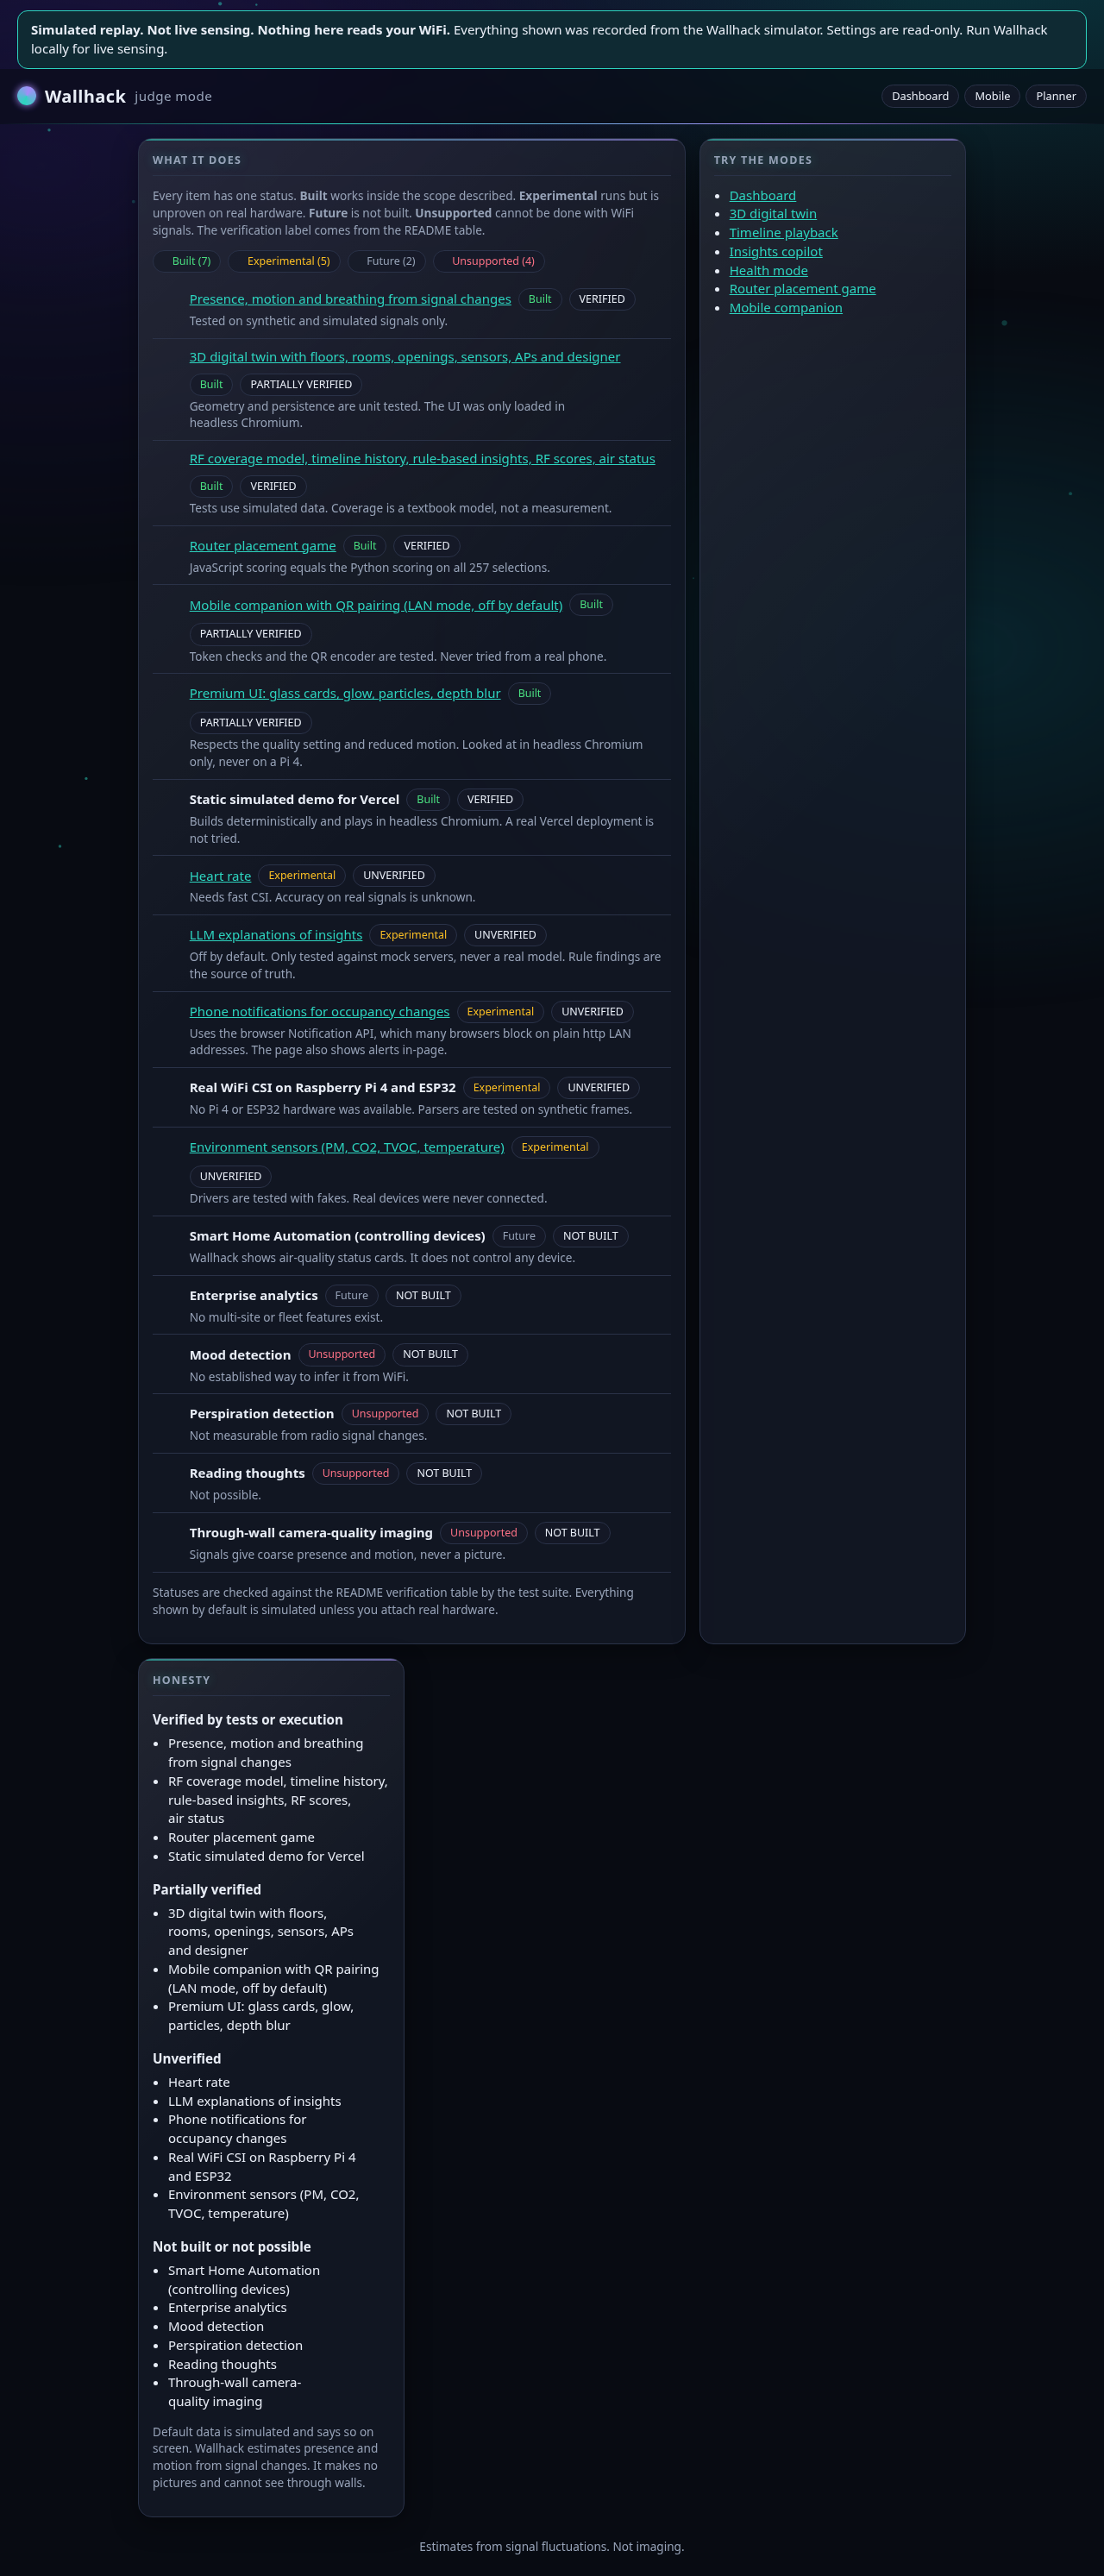 Simulated replay. Not live sensing. Nothing here reads your WiFi. Everything shown was recorded from the Wallhack simulator. Settings are read-only. Run Wallhack
locally for live sensing.
Wallhack judge mode
Dashboard Mobile Planner
WHAT IT DOES
Every item has one status. Built works inside the scope described. Experimental runs but is
unproven on real hardware. Future is not built. Unsupported cannot be done with WiFi
signals. The verification label comes from the README table.
Built (7) Experimental (5) Future (2) Unsupported (4)
Presence, motion and breathing from signal changes Built VERIFIED
Tested on synthetic and simulated signals only.
3D digital twin with floors, rooms, openings, sensors, APs and designer
Built PARTIALLY VERIFIED
Geometry and persistence are unit tested. The UI was only loaded in
headless Chromium.
RF coverage model, timeline history, rule-based insights, RF scores, air status
Built VERIFIED
Tests use simulated data. Coverage is a textbook model, not a measurement.
Router placement game Built VERIFIED
JavaScript scoring equals the Python scoring on all 257 selections.
Mobile companion with QR pairing (LAN mode, off by default) Built
PARTIALLY VERIFIED
Token checks and the QR encoder are tested. Never tried from a real phone.
Premium UI: glass cards, glow, particles, depth blur Built
PARTIALLY VERIFIED
Respects the quality setting and reduced motion. Looked at in headless Chromium
only, never on a Pi 4.
Static simulated demo for Vercel Built VERIFIED
Builds deterministically and plays in headless Chromium. A real Vercel deployment is
not tried.
Heart rate Experimental UNVERIFIED
Needs fast CSI. Accuracy on real signals is unknown.
LLM explanations of insights Experimental UNVERIFIED
Off by default. Only tested against mock servers, never a real model. Rule findings are
the source of truth.
Phone notifications for occupancy changes Experimental UNVERIFIED
Uses the browser Notification API, which many browsers block on plain http LAN
addresses. The page also shows alerts in-page.
Real WiFi CSI on Raspberry Pi 4 and ESP32 Experimental UNVERIFIED
No Pi 4 or ESP32 hardware was available. Parsers are tested on synthetic frames.
Environment sensors (PM, CO2, TVOC, temperature) Experimental
UNVERIFIED
Drivers are tested with fakes. Real devices were never connected.
Smart Home Automation (controlling devices) Future NOT BUILT
Wallhack shows air-quality status cards. It does not control any device.
Enterprise analytics Future NOT BUILT
No multi-site or fleet features exist.
Mood detection Unsupported NOT BUILT
No established way to infer it from WiFi.
Perspiration detection Unsupported NOT BUILT
Not measurable from radio signal changes.
Reading thoughts Unsupported NOT BUILT
Not possible.
Through-wall camera-quality imaging Unsupported NOT BUILT
Signals give coarse presence and motion, never a picture.
Statuses are checked against the README verification table by the test suite. Everything
shown by default is simulated unless you attach real hardware.
TRY THE MODES
Dashboard
3D digital twin
Timeline playback
Insights copilot
Health mode
Router placement game
Mobile companion
HONESTY
Verified by tests or execution
Presence, motion and breathing
from signal changes
RF coverage model, timeline history,
rule-based insights, RF scores,
air status
Router placement game
Static simulated demo for Vercel
Partially verified
3D digital twin with floors,
rooms, openings, sensors, APs
and designer
Mobile companion with QR pairing
(LAN mode, off by default)
Premium UI: glass cards, glow,
particles, depth blur
Unverified
Heart rate
LLM explanations of insights
Phone notifications for
occupancy changes
Real WiFi CSI on Raspberry Pi 4
and ESP32
Environment sensors (PM, CO2,
TVOC, temperature)
Not built or not possible
Smart Home Automation
(controlling devices)
Enterprise analytics
Mood detection
Perspiration detection
Reading thoughts
Through-wall camera-
quality imaging
Default data is simulated and says so on
screen. Wallhack estimates presence and
motion from signal changes. It makes no
pictures and cannot see through walls.
Estimates from signal fluctuations. Not imaging.